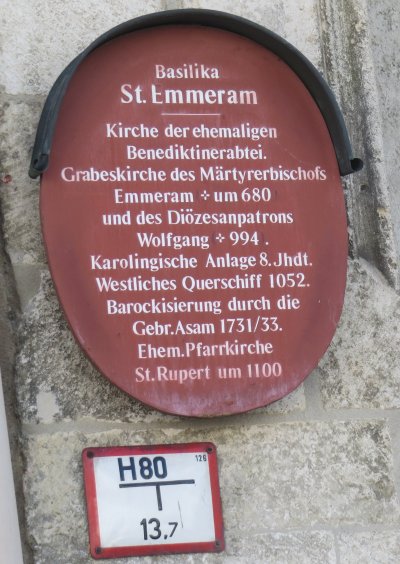 Basilika
St. Emmeram
Kirche der ehemaligen
Benediktinerabtei.
Grabeskirche des Märtyrerbischofs
Emmeram ✢ um 680
und des Diözesanpatrons
Wolfgang ✢ 994 .
Karolingische Anlage 8. Jhdt.
Westliches Querschiff 1052.
Barockisierung durch die
Gebr. Asam 1731/33.
Ehem. Pfarrkirche
St. Rupert um 1100
H80
126
13,7